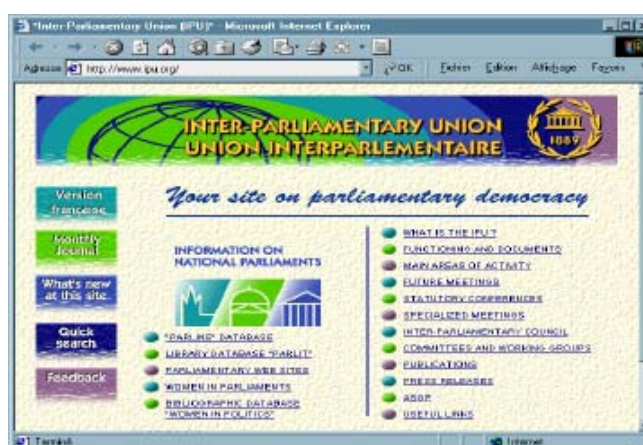 "Inter-Parliamentary Union (IPU)" - Microsoft Internet Explorer
Adresse http://www.ipu.org/ OK Fichier Edition Affichage Favoris
INTER-PARLIAMENTARY UNION
UNION INTERPARLEMENTAIRE
1889
Your site on parliamentary democracy
Version
française
Monthly
Journal
What's new
at this site
Quick
search
Feedback
INFORMATION ON
NATIONAL PARLIAMENTS
"PARLINE" DATABASE
LIBRARY DATABASE "PARLIT"
PARLIAMENTARY WEB SITES
WOMEN IN PARLIAMENTS
BIBLIOGRAPHIC DATABASE
"WOMEN IN POLITICS"
WHAT IS THE IPU?
FUNCTIONING AND DOCUMENTS
MAIN AREAS OF ACTIVITY
FUTURE MEETINGS
STATUTORY CONFERENCES
SPECIALIZED MEETINGS
INTER-PARLIAMENTARY COUNCIL
COMMITTEES AND WORKING GROUPS
PUBLICATIONS
PRESS RELEASES
ASGP
USEFUL LINKS
Terminé Internet